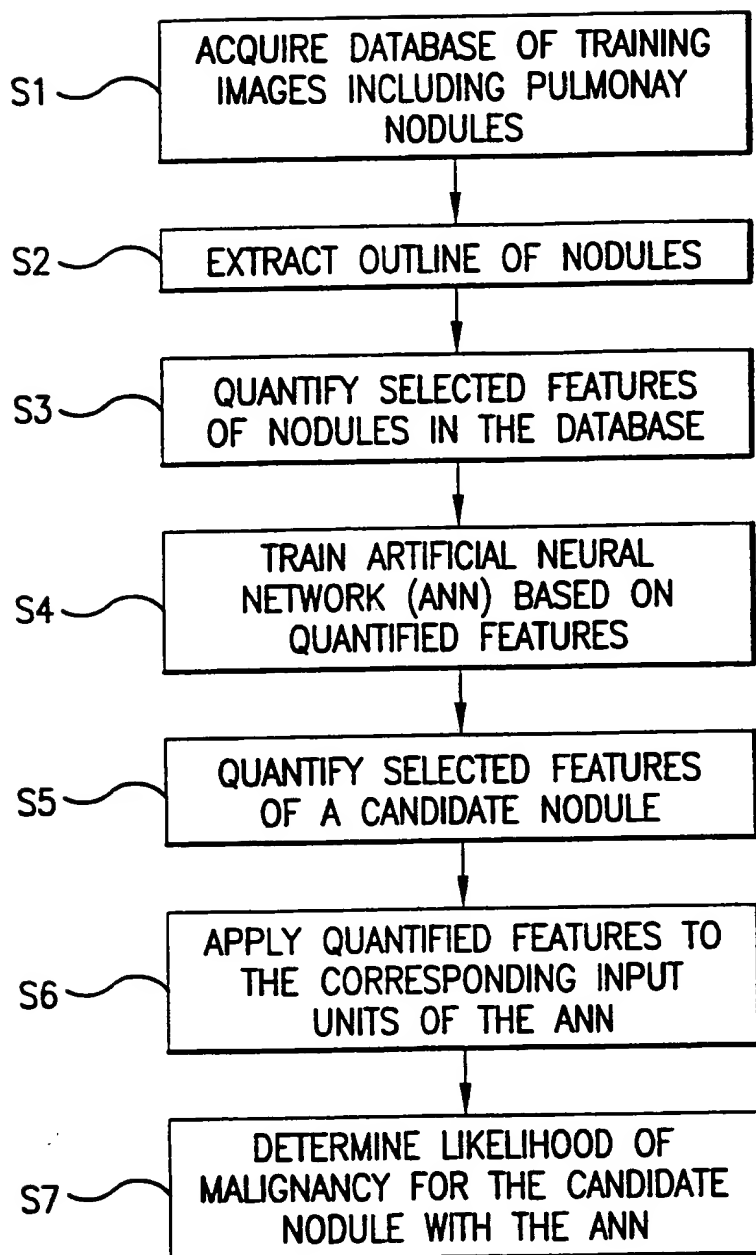 S1
ACQUIRE DATABASE OF TRAINING
IMAGES INCLUDING PULMONAY
NODULES
S2
EXTRACT OUTLINE OF NODULES
S3
QUANTIFY SELECTED FEATURES
OF NODULES IN THE DATABASE
S4
TRAIN ARTIFICIAL NEURAL
NETWORK (ANN) BASED ON
QUANTIFIED FEATURES
S5
QUANTIFY SELECTED FEATURES
OF A CANDIDATE NODULE
S6
APPLY QUANTIFIED FEATURES TO
THE CORRESPONDING INPUT
UNITS OF THE ANN
S7
DETERMINE LIKELIHOOD OF
MALIGNANCY FOR THE CANDIDATE
NODULE WITH THE ANN